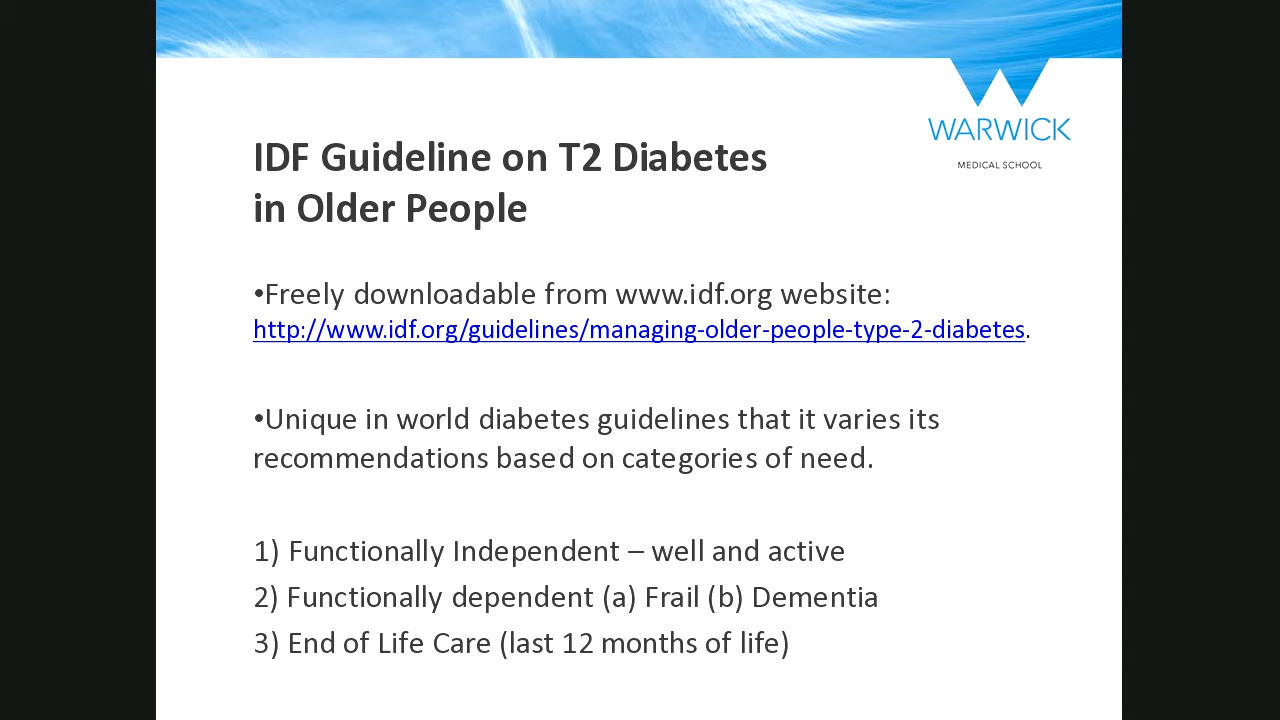 WARWICK
MEDICAL SCHOOL
IDF Guideline on T2 Diabetes
in Older People
•Freely downloadable from www.idf.org website:
http://www.idf.org/guidelines/managing-older-people-type-2-diabetes.
•Unique in world diabetes guidelines that it varies its
recommendations based on categories of need.
1) Functionally Independent – well and active
2) Functionally dependent (a) Frail (b) Dementia
3) End of Life Care (last 12 months of life)